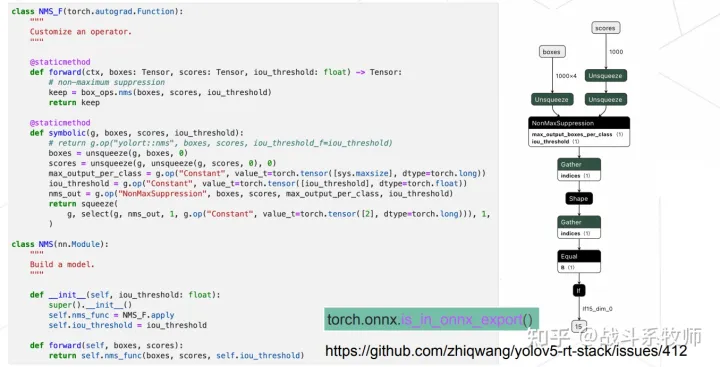 class NMS_F(torch.autograd.Function):
"""
Customize an operator.
"""
@staticmethod
def forward(ctx, boxes: Tensor, scores: Tensor, iou_threshold: float) -> Tensor:
# non-maximum suppression
keep = box_ops.nms(boxes, scores, iou_threshold)
return keep
@staticmethod
def symbolic(g, boxes, scores, iou_threshold):
# return g.op("yolort::nms", boxes, scores, iou_threshold_f=iou_threshold)
boxes = unsqueeze(g, boxes, 0)
scores = unsqueeze(g, unsqueeze(g, scores, 0), 0)
max_output_per_class = g.op("Constant", value_t=torch.tensor([sys.maxsize], dtype=torch.long))
iou_threshold = g.op("Constant", value_t=torch.tensor([iou_threshold], dtype=torch.float))
nms_out = g.op("NonMaxSuppression", boxes, scores, max_output_per_class, iou_threshold)
return squeeze(
g, select(g, nms_out, 1, g.op("Constant", value_t=torch.tensor([2], dtype=torch.long))), 1,
)
class NMS(nn.Module):
"""
Build a model.
"""
def __init__(self, iou_threshold: float):
super().__init__()
self.nms_func = NMS_F.apply
self.iou_threshold = iou_threshold
def forward(self, boxes, scores):
return self.nms_func(boxes, scores, self.iou_threshold)
torch.onnx.is_in_onnx_export()
https://github.com/zhiqwang/yolov5-rt-stack/issues/412
scores
boxes
1000
1000×4
Unsqueeze
Unsqueeze
Unsqueeze
NonMaxSuppression
max_output_boxes_per_class (1)
iou_threshold (1)
Gather
indices (1)
Shape
Gather
indices (1)
Equal
B (1)
If
If15_dim_0
15
知乎 @战斗系牧师